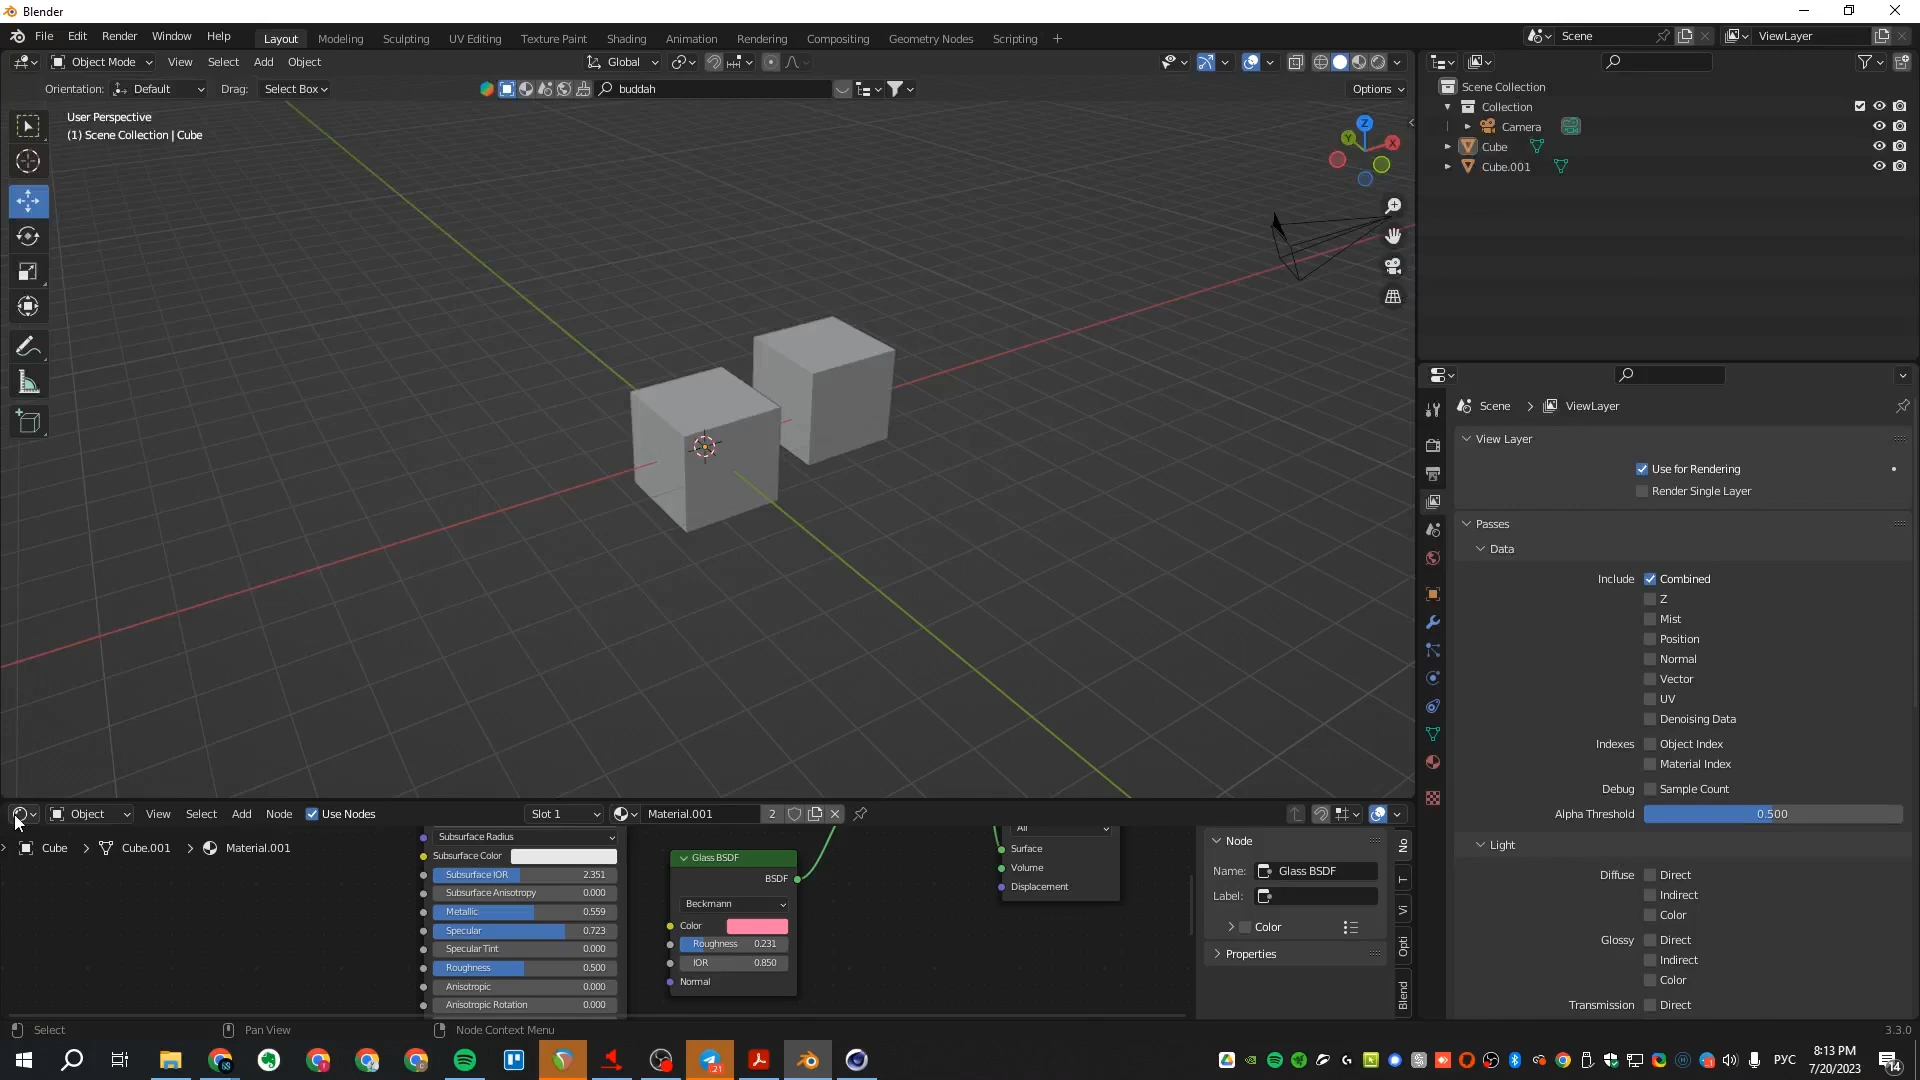 Blender
File Edit Render Window Help Layout Modeling Sculpting UV Editing Texture Paint Shading Animation Rendering Compositing Geometry Nodes Scripting + Scene ViewLayer
Object Mode View Select Add Object Global
Orientation: Default Drag: Select Box buddah Options
User Perspective
(1) Scene Collection | Cube
Z
Y
X
Scene Collection
Collection
Camera
Cube
Cube.001
Scene > ViewLayer
View Layer
Use for Rendering
Render Single Layer
Passes
Data
Include Combined
Z
Mist
Position
Normal
Vector
UV
Denoising Data
Indexes Object Index
Material Index
Debug Sample Count
Alpha Threshold 0.500
Light
Diffuse Direct
Indirect
Color
Glossy Direct
Indirect
Color
Transmission Direct
Object View Select Add Node Use Nodes Slot 1 Material.001 2
Cube > Cube.001 > Material.001
Subsurface Radius
Subsurface Color
Subsurface IOR 2.351
Subsurface Anisotropy 0.000
Metallic 0.559
Specular 0.723
Specular Tint 0.000
Roughness 0.500
Anisotropic 0.000
Anisotropic Rotation 0.000
Glass BSDF
BSDF
Beckmann
Color
Roughness 0.231
IOR 0.850
Normal
All
Surface
Volume
Displacement
Node
Name: Glass BSDF
Label:
Color
Properties
No
T
Vi
Opti
Blend
Select Pan View Node Context Menu 3.3.0
21
РУС
8:13 PM
7/20/2023
14